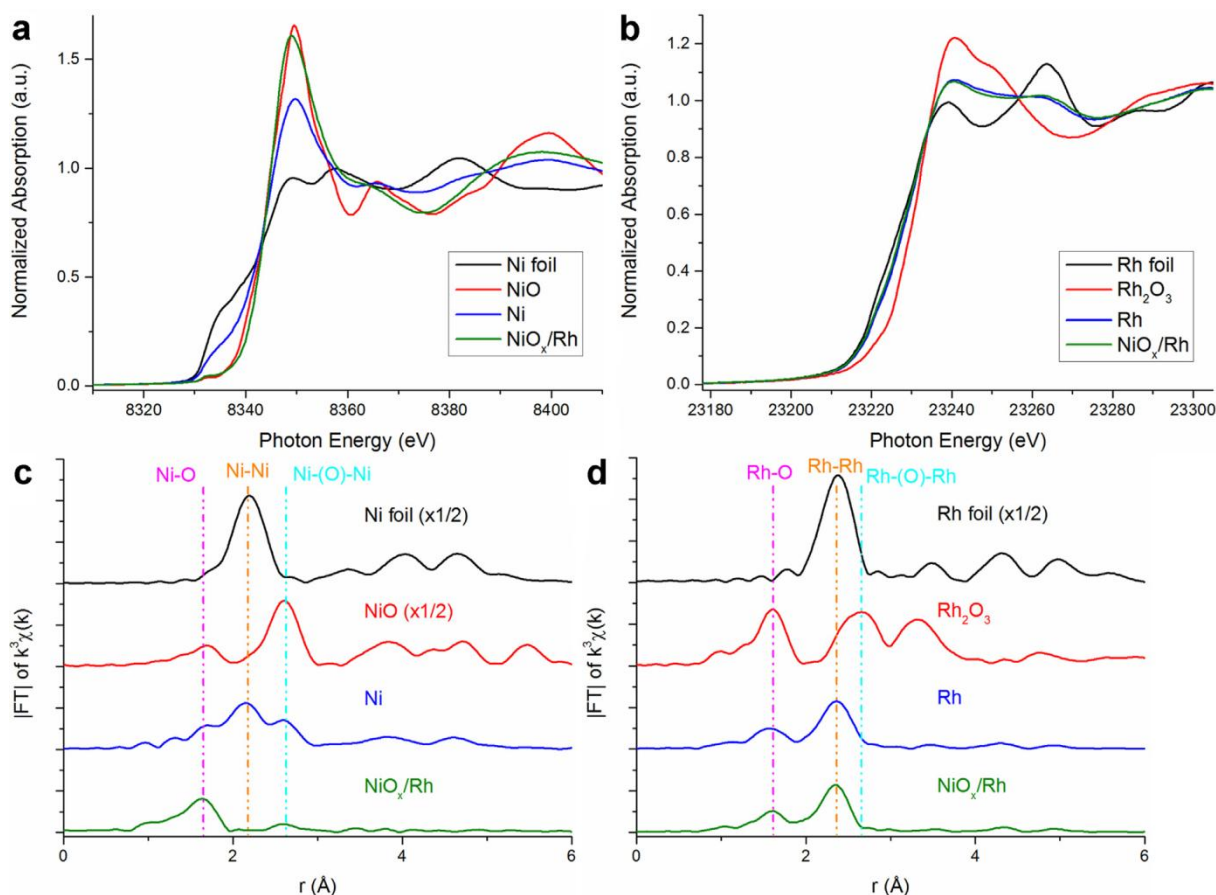 a
Normalized Absorption (a.u.)
1.5
1.0
0.5
0.0
8320
8340
8360
8380
8400
Photon Energy (eV)
Ni foil
NiO
Ni
NiOₓ/Rh
b
Normalized Absorption (a.u.)
1.2
1.0
0.8
0.6
0.4
0.2
0.0
23180
23200
23220
23240
23260
23280
23300
Photon Energy (eV)
Rh foil
Rh₂O₃
Rh
NiOₓ/Rh
c
|FT| of k³χ(k)
Ni-O
Ni-Ni
Ni-(O)-Ni
Ni foil (x1/2)
NiO (x1/2)
Ni
NiOₓ/Rh
0
2
4
6
r (Å)
d
|FT| of k³χ(k)
Rh-O
Rh-Rh
Rh-(O)-Rh
Rh foil (x1/2)
Rh₂O₃
Rh
NiOₓ/Rh
0
2
4
6
r (Å)